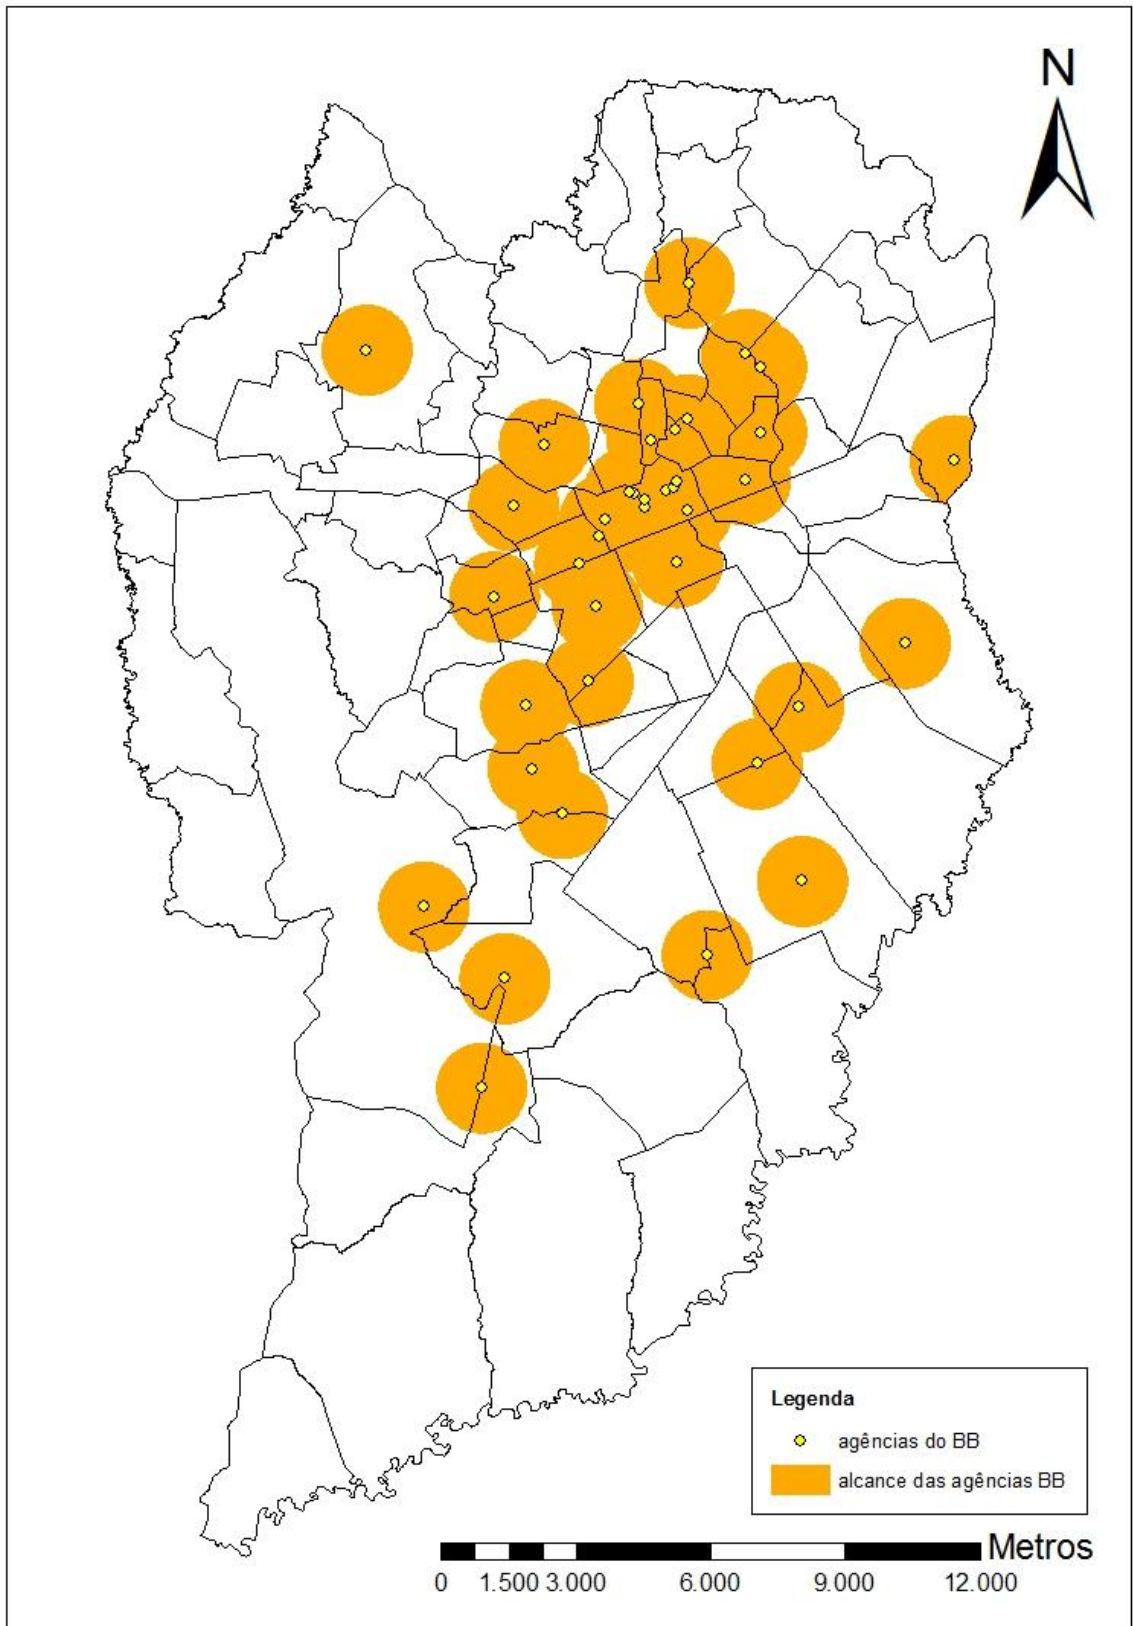 N
Legenda
agências do BB
alcance das agências BB
Metros
0 1.500 3.000 6.000 9.000 12.000